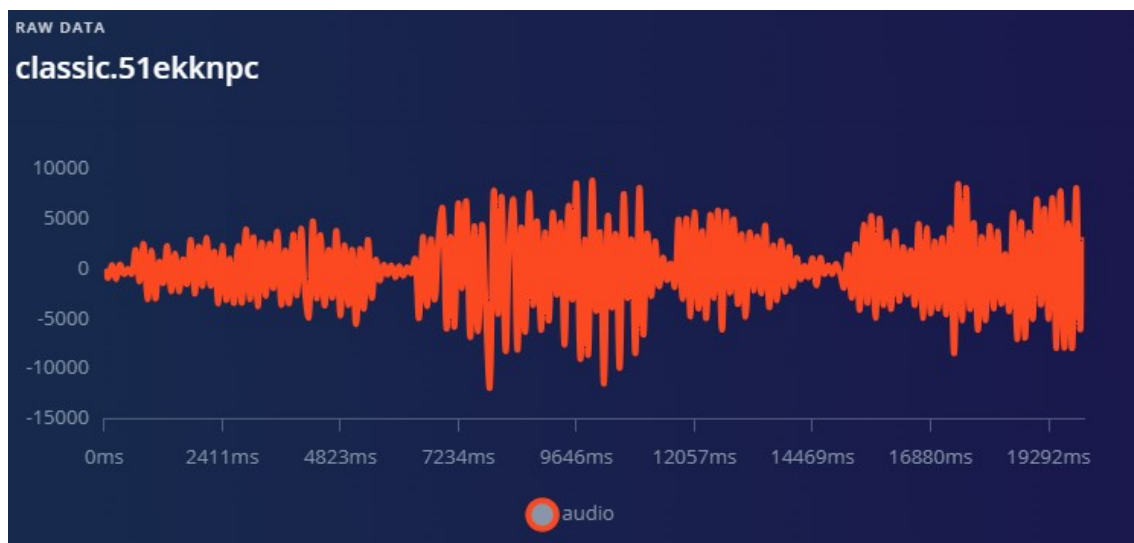 RAW DATA
classic.51ekknpc
10000
5000
0
-5000
-10000
-15000
0ms 2411ms 4823ms 7234ms 9646ms 12057ms 14469ms 16880ms 19292ms
audio